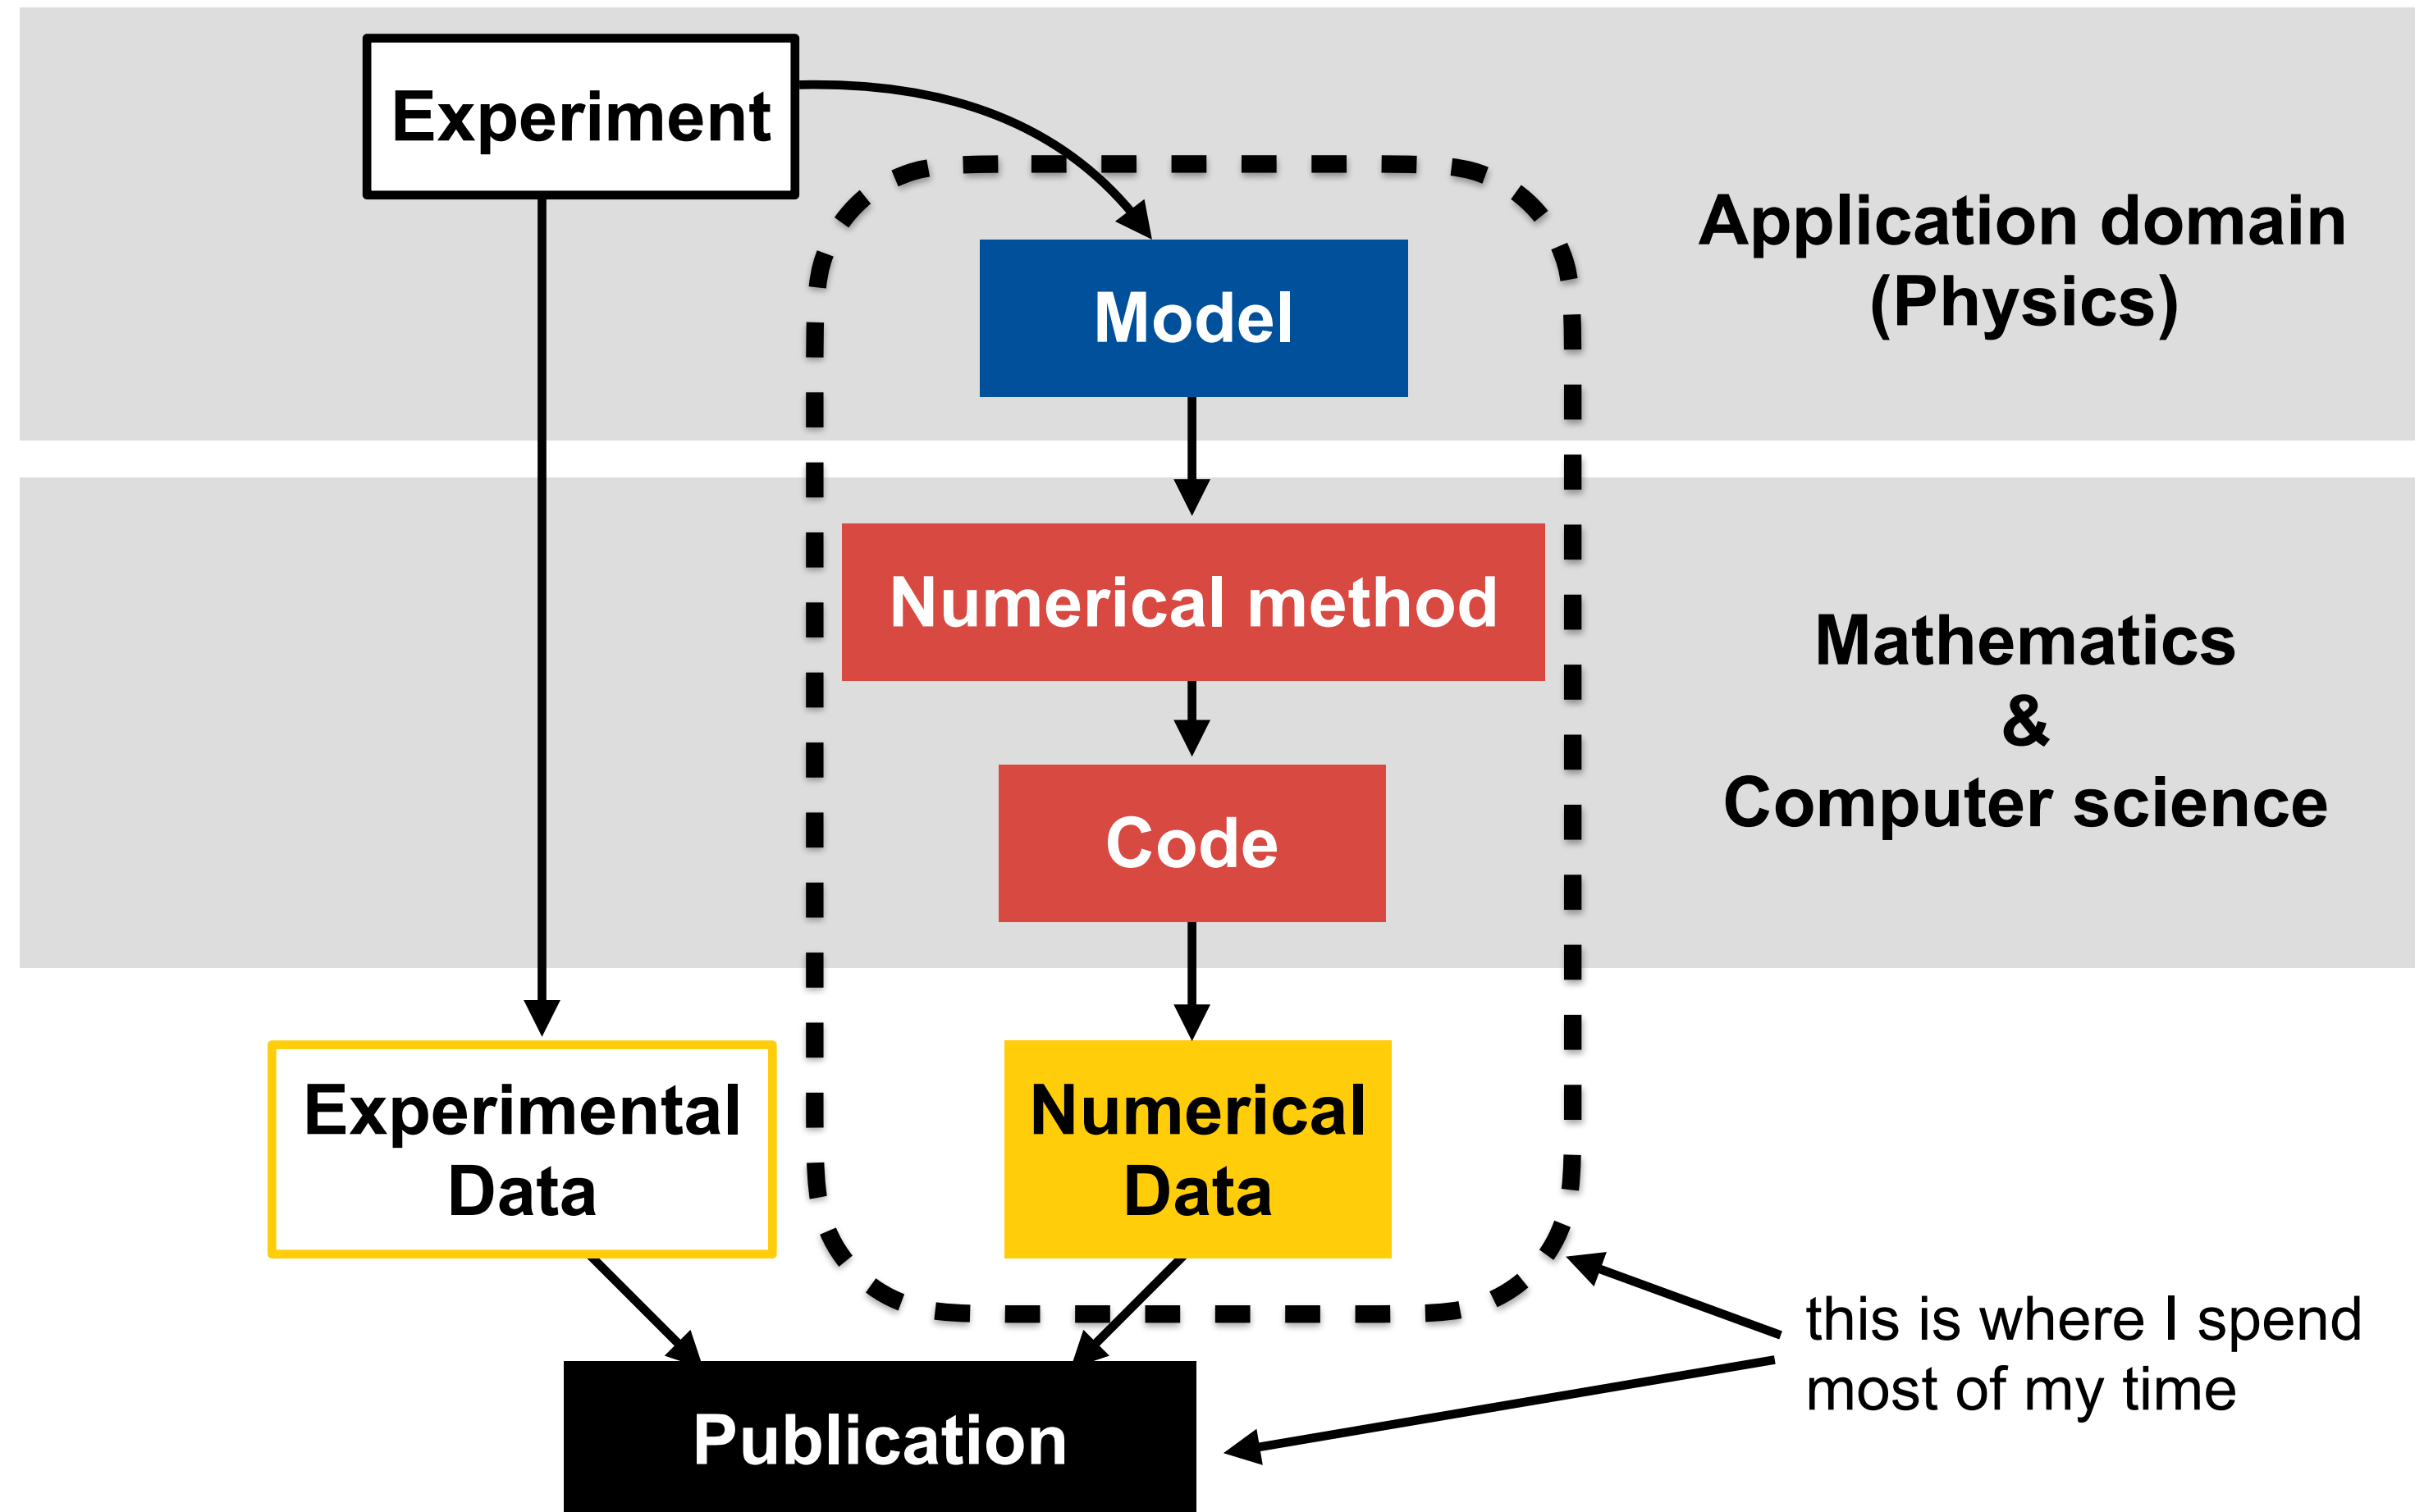 Experiment
Application domain
(Physics)
Model
Numerical method
Mathematics
&
Computer science
Code
Experimental
Data
Numerical
Data
this is where I spend
most of my time
Publication